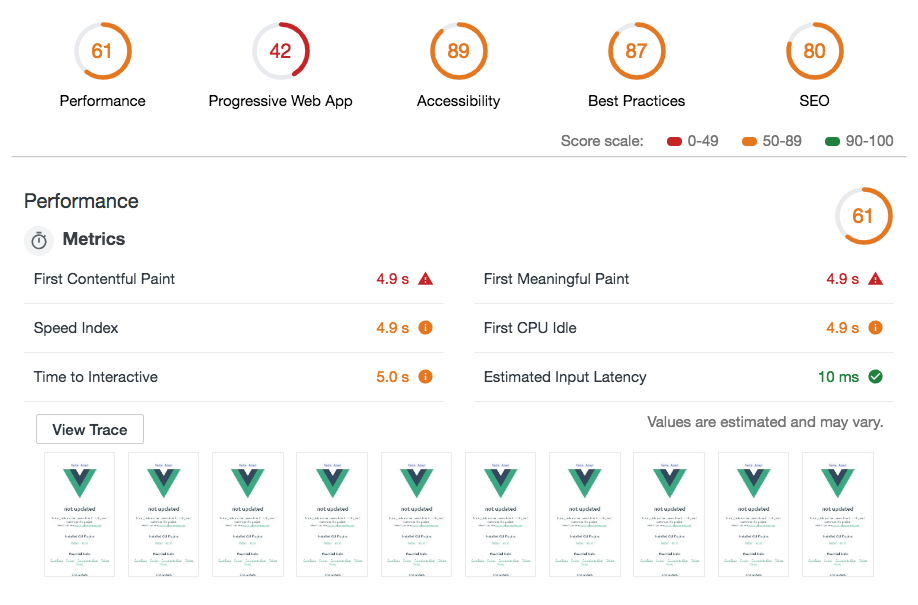 61 42 89 87 80
Performance Progressive Web App Accessibility Best Practices SEO
Score scale: 0-49 50-89 90-100
Performance
61
Metrics
First Contentful Paint 4.9 s
First Meaningful Paint 4.9 s
Speed Index 4.9 s
First CPU Idle 4.9 s
Time to Interactive 5.0 s
Estimated Input Latency 10 ms
View Trace
Values are estimated and may vary.
not updated not updated not updated not updated not updated not updated not updated not updated not updated not updated